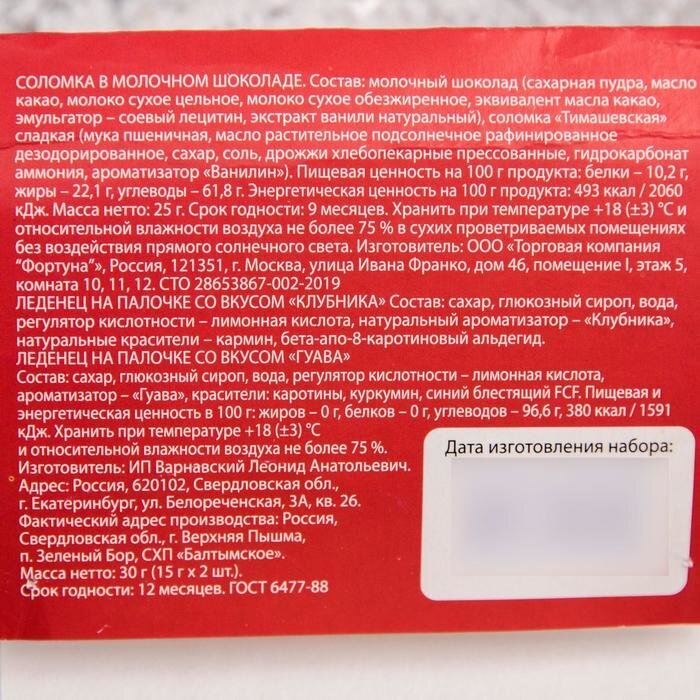 СОЛОМКА В МОЛОЧНОМ ШОКОЛАДЕ. Состав: молочный шоколад (сахарная пудра, масло
какао, молоко сухое цельное, молоко сухое обезжиренное, эквивалент масла какао,
эмульгатор – соевый лецитин, экстракт ванили натуральный), соломка «Тимашевская»
сладкая (мука пшеничная, масло растительное подсолнечное рафинированное
дезодорированное, сахар, соль, дрожжи хлебопекарные прессованные, гидрокарбонат
аммония, ароматизатор «Ванилин»). Пищевая ценность на 100 г продукта: белки – 10,2 г,
жиры – 22,1 г, углеводы – 61,8 г. Энергетическая ценность на 100 г продукта: 493 ккал / 2060
кДж. Масса нетто: 25 г. Срок годности: 9 месяцев. Хранить при температуре +18 (±3) °С и
относительной влажности воздуха не более 75 % в сухих проветриваемых помещениях
без воздействия прямого солнечного света. Изготовитель: ООО «Торговая компания
“Фортуна”», Россия, 121351, г. Москва, улица Ивана Франко, дом 46, помещение I, этаж 5,
комната 10, 11, 12. СТО 28653867-002-2019
ЛЕДЕНЕЦ НА ПАЛОЧКЕ СО ВКУСОМ «КЛУБНИКА» Состав: сахар, глюкозный сироп, вода,
регулятор кислотности – лимонная кислота, натуральный ароматизатор – «Клубника»,
натуральные красители – кармин, бета-апо-8-каротиновый альдегид.
ЛЕДЕНЕЦ НА ПАЛОЧКЕ СО ВКУСОМ «ГУАВА»
Состав: сахар, глюкозный сироп, вода, регулятор кислотности – лимонная кислота,
ароматизатор – «Гуава», красители: каротины, куркумин, синий блестящий FCF. Пищевая и
энергетическая ценность в 100 г: жиров – 0 г, белков – 0 г, углеводов – 96,6 г, 380 ккал / 1591
кДж. Хранить при температуре +18 (±3) °С
и относительной влажности воздуха не более 75 %.
Изготовитель: ИП Варнавский Леонид Анатольевич.
Адрес: Россия, 620102, Свердловская обл.,
г. Екатеринбург, ул. Белореченская, 3А, кв. 26.
Фактический адрес производства: Россия,
Свердловская обл., г. Верхняя Пышма,
п. Зеленый Бор, СХП «Балтымское».
Масса нетто: 30 г (15 г х 2 шт.).
Срок годности: 12 месяцев. ГОСТ 6477-88
Дата изготовления набора: